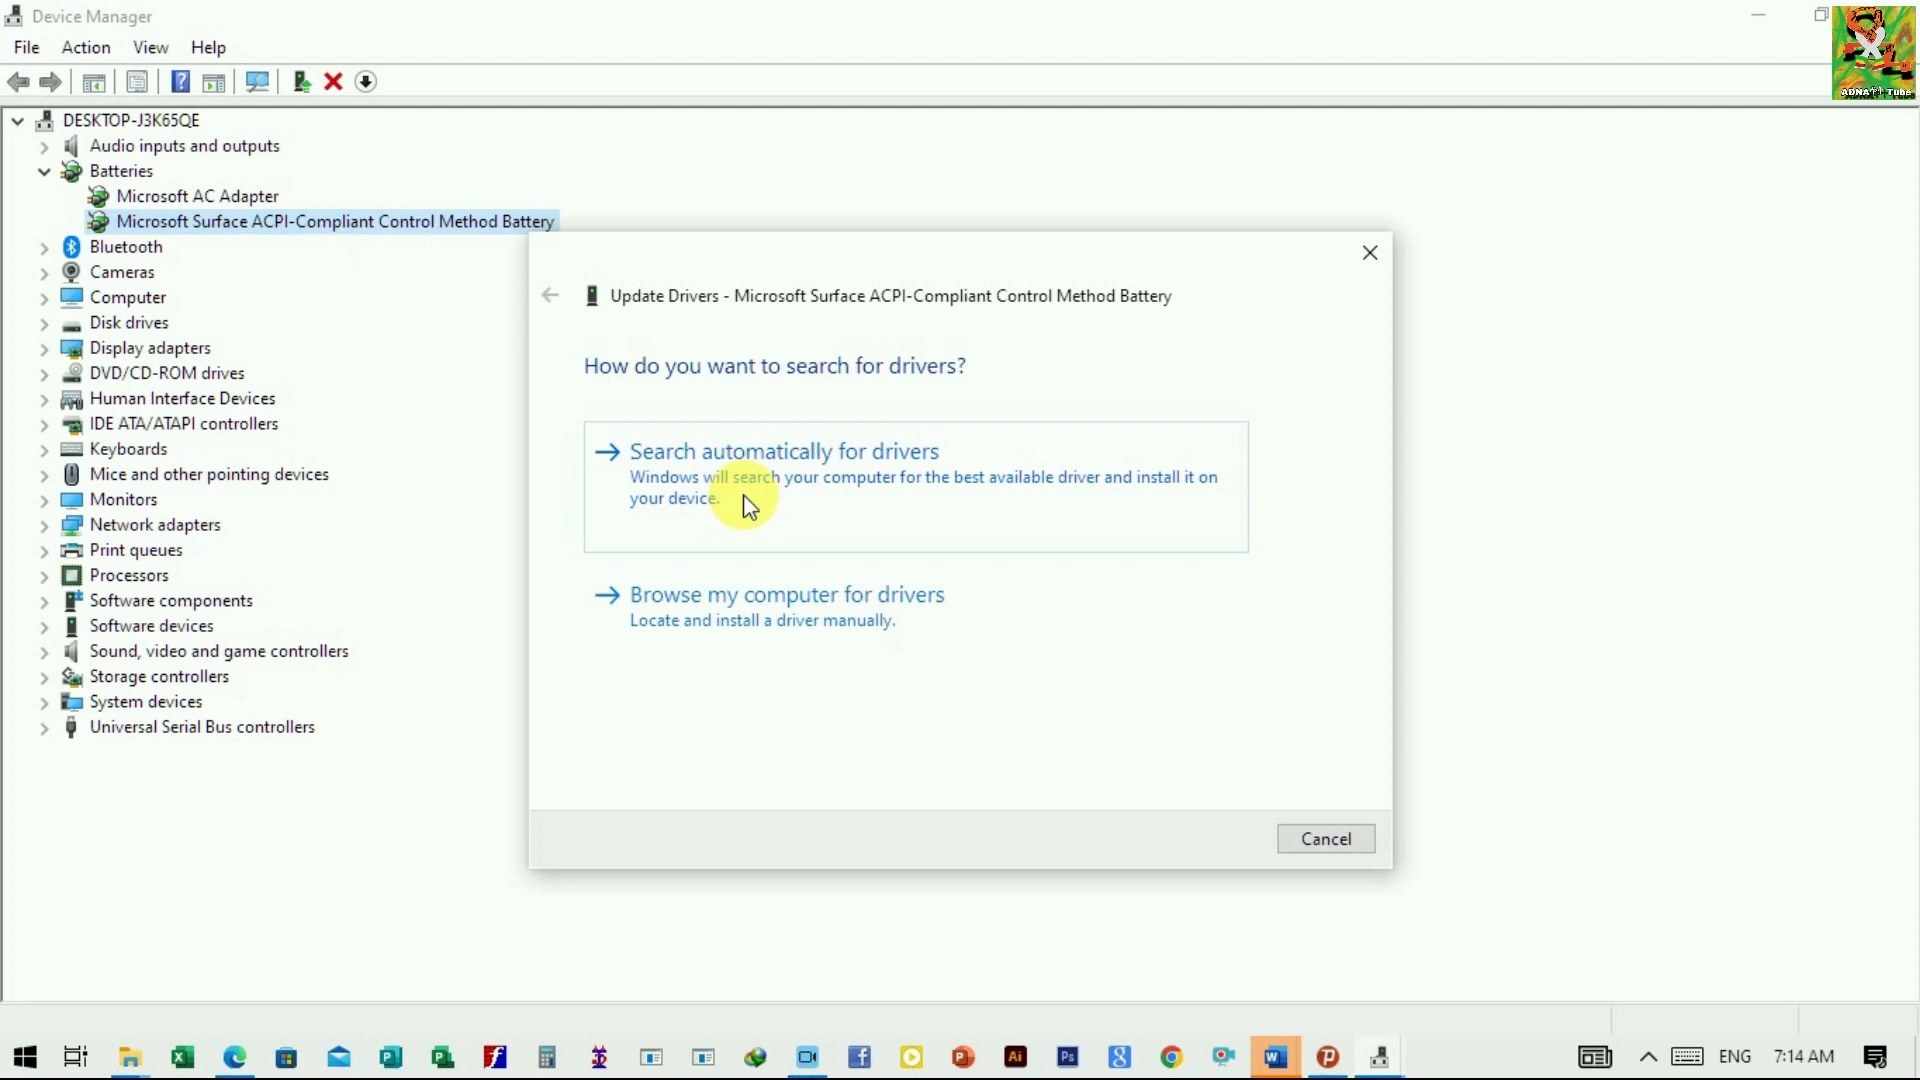 Device Manager
File Action View Help
ADNAን Tube
DESKTOP-J3K65QE
Audio inputs and outputs
Batteries
Microsoft AC Adapter
Microsoft Surface ACPI-Compliant Control Method Battery
Bluetooth
Cameras
Computer
Disk drives
Display adapters
DVD/CD-ROM drives
Human Interface Devices
IDE ATA/ATAPI controllers
Keyboards
Mice and other pointing devices
Monitors
Network adapters
Print queues
Processors
Software components
Software devices
Sound, video and game controllers
Storage controllers
System devices
Universal Serial Bus controllers
Update Drivers - Microsoft Surface ACPI-Compliant Control Method Battery
How do you want to search for drivers?
Search automatically for drivers
Windows will search your computer for the best available driver and install it on
your device.
Browse my computer for drivers
Locate and install a driver manually.
Cancel
ENG 7:14 AM